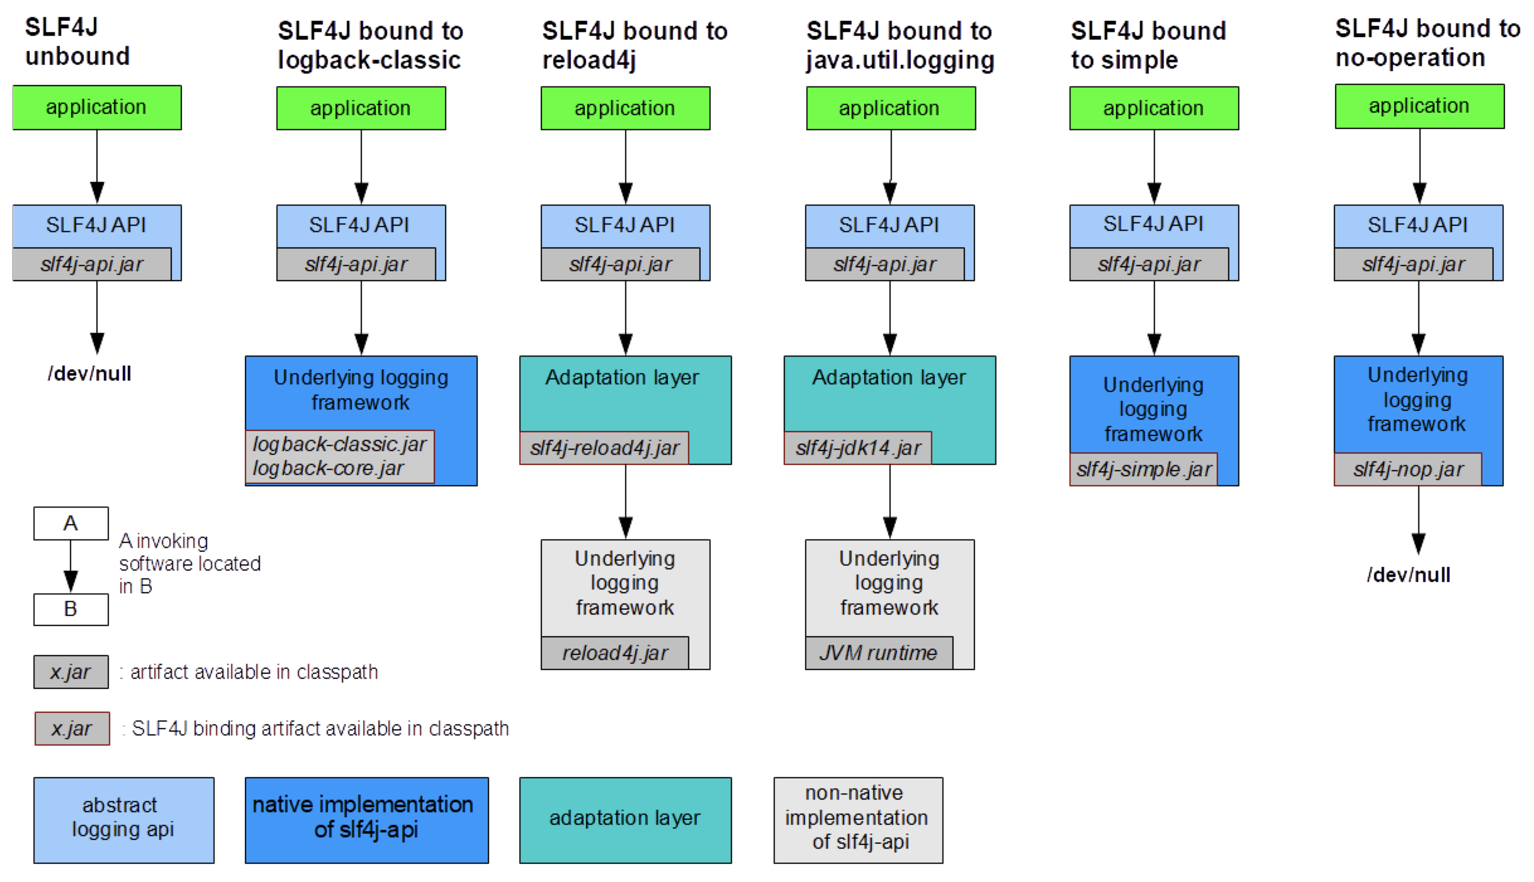 SLF4J
unbound
application
SLF4J API
slf4j-api.jar
/dev/null
SLF4J bound to
logback-classic
application
SLF4J API
slf4j-api.jar
Underlying logging
framework
logback-classic.jar
logback-core.jar
SLF4J bound to
reload4j
application
SLF4J API
slf4j-api.jar
Adaptation layer
slf4j-reload4j.jar
Underlying
logging
framework
reload4j.jar
SLF4J bound to
java.util.logging
application
SLF4J API
slf4j-api.jar
Adaptation layer
slf4j-jdk14.jar
Underlying
logging
framework
JVM runtime
SLF4J bound
to simple
application
SLF4J API
slf4j-api.jar
Underlying
logging
framework
slf4j-simple.jar
SLF4J bound to
no-operation
application
SLF4J API
slf4j-api.jar
Underlying
logging
framework
slf4j-nop.jar
/dev/null
A
B
A invoking
software located
in B
x.jar : artifact available in classpath
x.jar : SLF4J binding artifact available in classpath
abstract
logging api
native implementation
of slf4j-api
adaptation layer
non-native
implementation
of slf4j-api